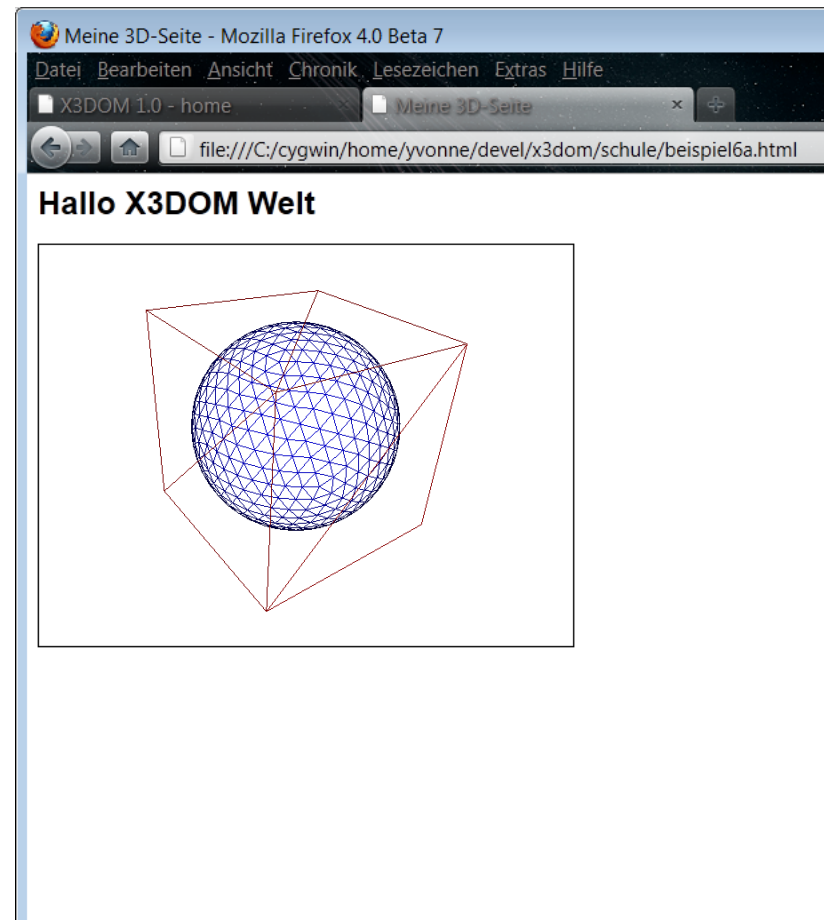 Meine 3D-Seite - Mozilla Firefox 4.0 Beta 7
Datei Bearbeiten Ansicht Chronik Lesezeichen Extras Hilfe
X3DOM 1.0 - home Meine 3D-Seite
file:///C:/cygwin/home/yvonne/devel/x3dom/schule/beispiel6a.html
Hallo X3DOM Welt